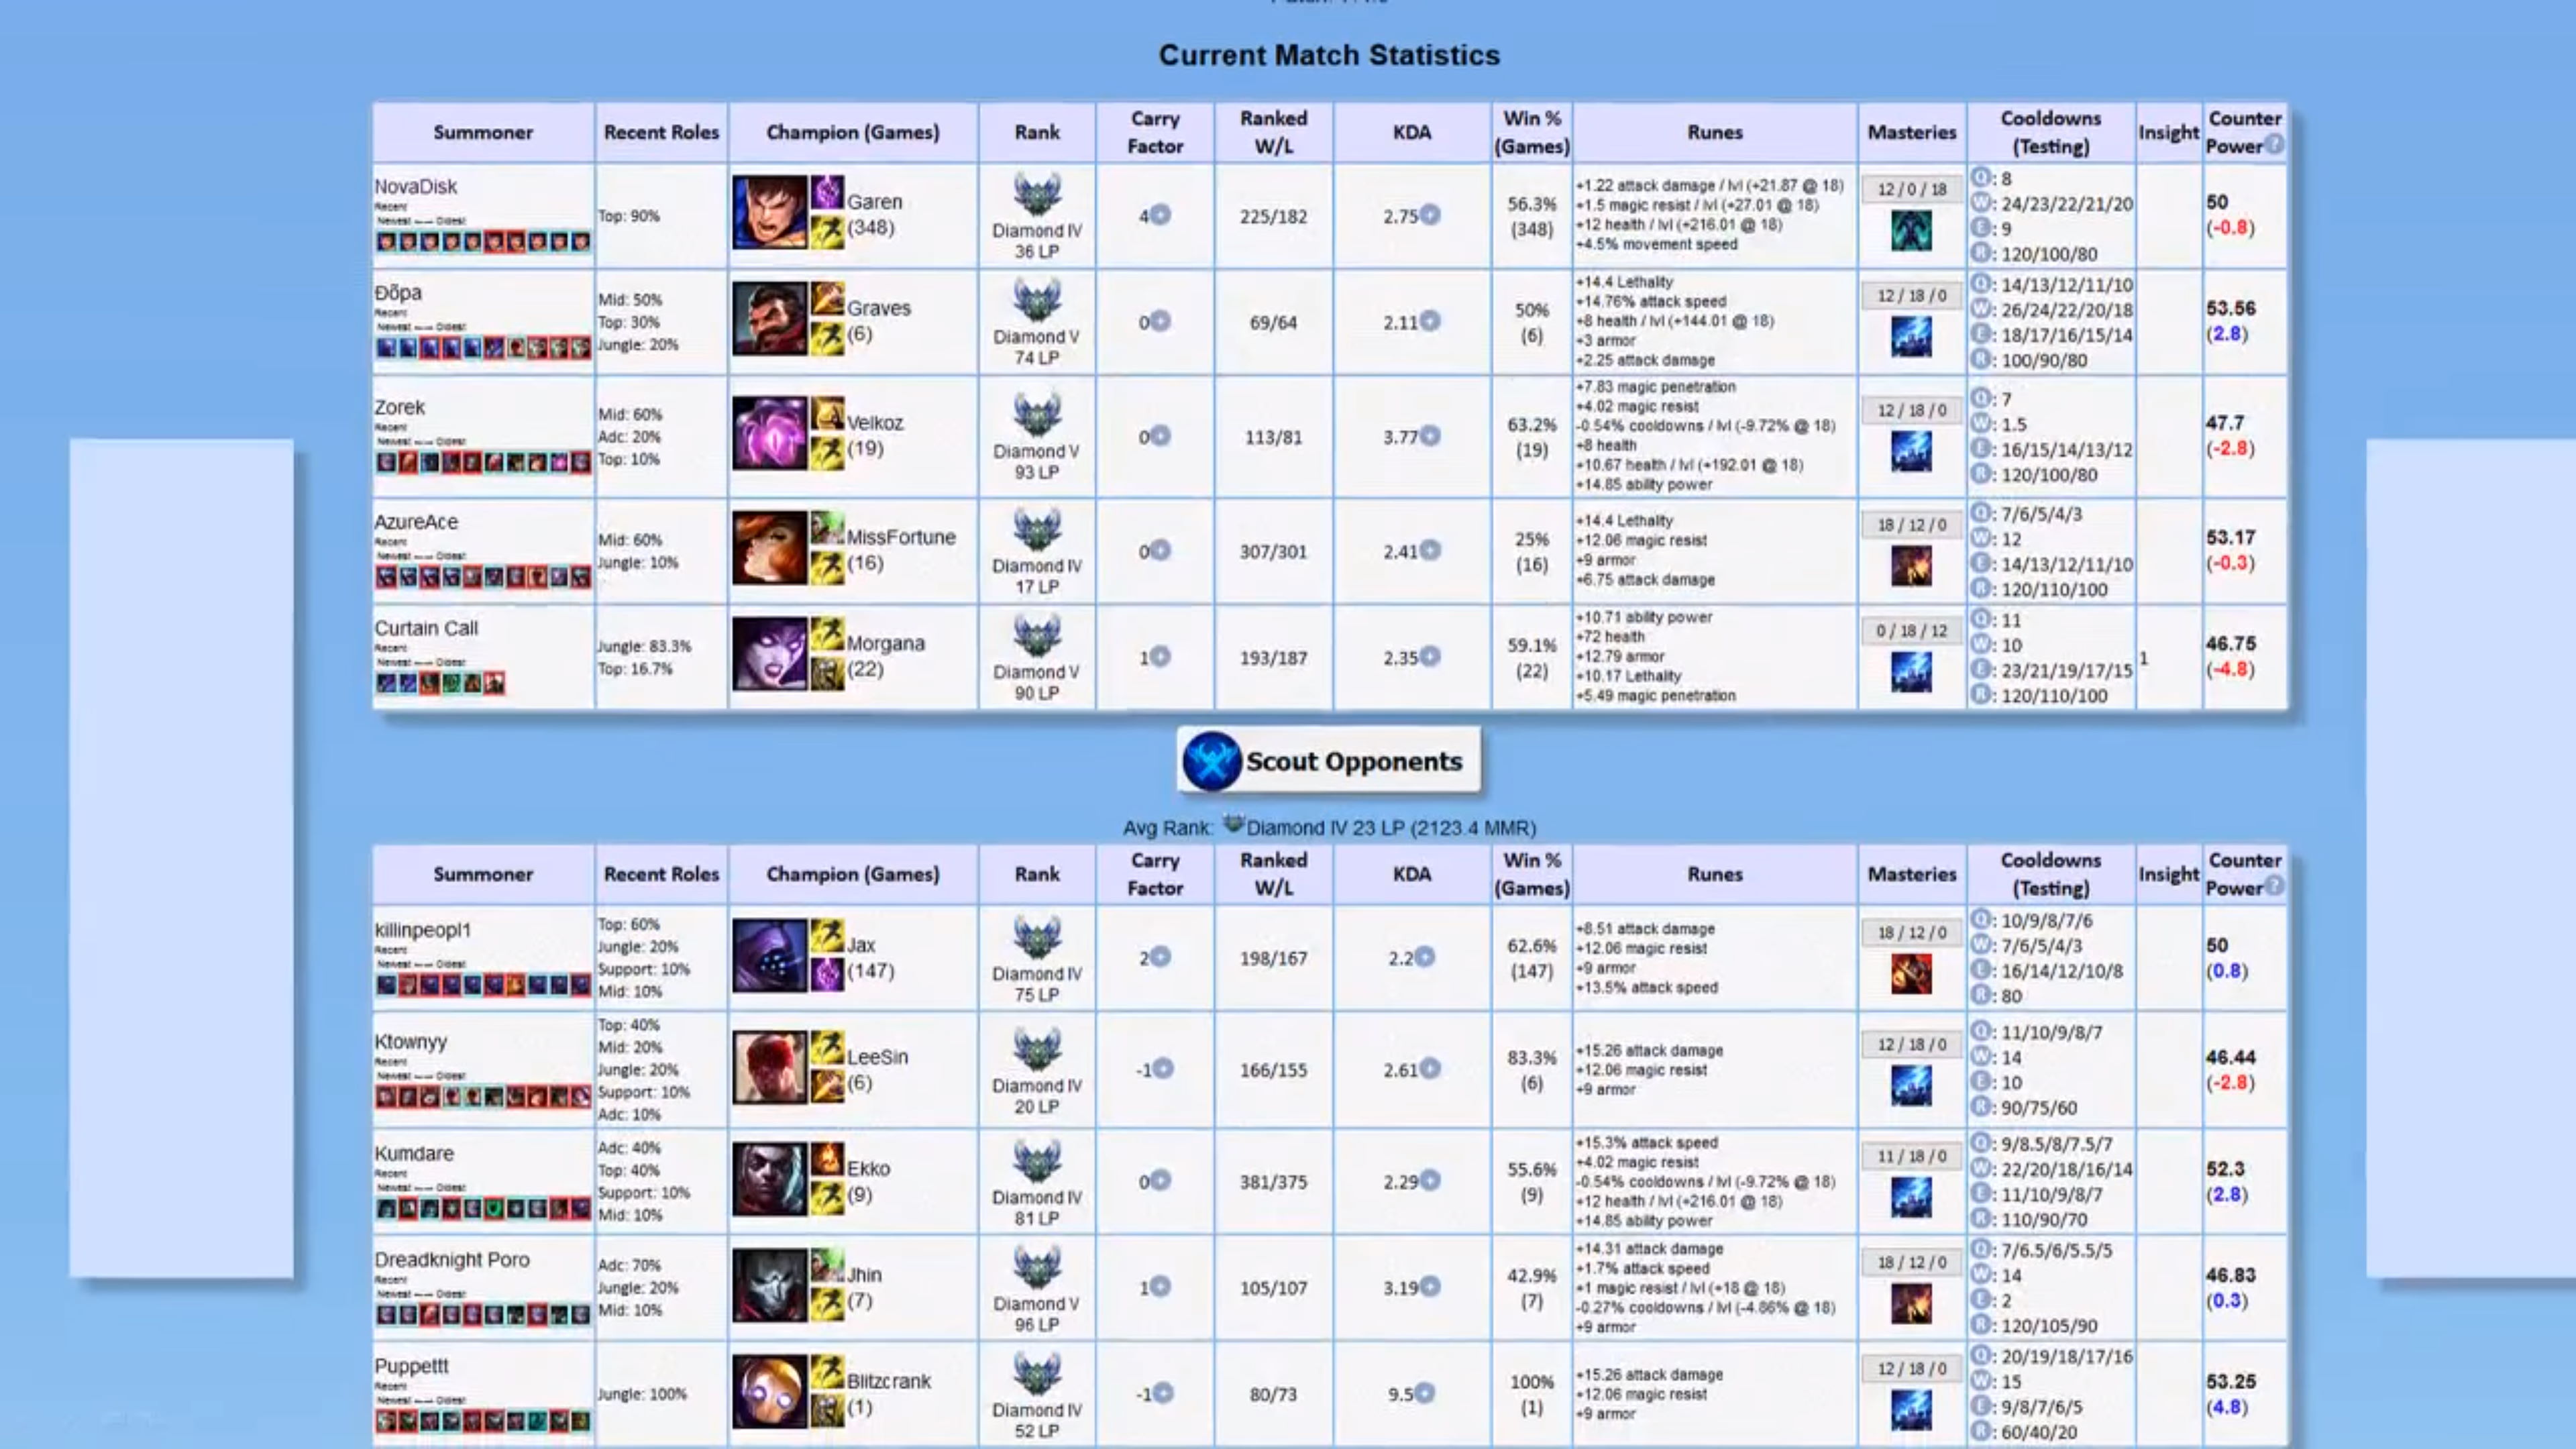 Current Match Statistics
Summoner Recent Roles Champion (Games) Rank Carry Factor Ranked W/L KDA Win % (Games) Runes Masteries Cooldowns (Testing) Insight Counter Power
NovaDisk
Recent
Newest --- Oldest
Top: 90%
Garen
(348)
Diamond IV
36 LP
4
225/182
2.75
56.3%
(348)
+1.22 attack damage / lvl (+21.87 @ 18)
+1.5 magic resist / lvl (+27.01 @ 18)
+12 health / lvl (+216.01 @ 18)
+4.5% movement speed
12 / 0 / 18
Q: 8
W: 24/23/22/21/20
E: 9
R: 120/100/80
50
(-0.8)
Ðõpa
Recent
Newest --- Oldest
Mid: 50%
Top: 30%
Jungle: 20%
Graves
(6)
Diamond V
74 LP
0
69/64
2.11
50%
(6)
+14.4 Lethality
+14.76% attack speed
+8 health / lvl (+144.01 @ 18)
+3 armor
+2.25 attack damage
12 / 18 / 0
Q: 14/13/12/11/10
W: 26/24/22/20/18
E: 18/17/16/15/14
R: 100/90/80
53.56
(2.8)
Zorek
Recent
Newest --- Oldest
Mid: 60%
Adc: 20%
Top: 10%
Velkoz
(19)
Diamond V
93 LP
0
113/81
3.77
63.2%
(19)
+7.83 magic penetration
+4.02 magic resist
-0.54% cooldowns / lvl (-9.72% @ 18)
+8 health
+10.67 health / lvl (+192.01 @ 18)
+14.85 ability power
12 / 18 / 0
Q: 7
W: 1.5
E: 16/15/14/13/12
R: 120/100/80
47.7
(-2.8)
AzureAce
Recent
Newest --- Oldest
Mid: 60%
Jungle: 10%
MissFortune
(16)
Diamond IV
17 LP
0
307/301
2.41
25%
(16)
+14.4 Lethality
+12.06 magic resist
+9 armor
+6.75 attack damage
18 / 12 / 0
Q: 7/6/5/4/3
W: 12
E: 14/13/12/11/10
R: 120/110/100
53.17
(-0.3)
Curtain Call
Recent
Newest --- Oldest
Jungle: 83.3%
Top: 16.7%
Morgana
(22)
Diamond V
90 LP
1
193/187
2.35
59.1%
(22)
+10.71 ability power
+72 health
+12.79 armor
+10.17 Lethality
+5.49 magic penetration
0 / 18 / 12
Q: 11
W: 10
E: 23/21/19/17/15
R: 120/110/100
1
46.75
(-4.8)
Scout Opponents
Avg Rank: Diamond IV 23 LP (2123.4 MMR)
Summoner Recent Roles Champion (Games) Rank Carry Factor Ranked W/L KDA Win % (Games) Runes Masteries Cooldowns (Testing) Insight Counter Power
killinpeopl1
Recent
Newest --- Oldest
Top: 60%
Jungle: 20%
Support: 10%
Mid: 10%
Jax
(147)
Diamond IV
75 LP
2
198/167
2.2
62.6%
(147)
+8.51 attack damage
+12.06 magic resist
+9 armor
+13.5% attack speed
18 / 12 / 0
Q: 10/9/8/7/6
W: 7/6/5/4/3
E: 16/14/12/10/8
R: 80
50
(0.8)
Ktownyy
Recent
Newest --- Oldest
Top: 40%
Mid: 20%
Jungle: 20%
Support: 10%
Adc: 10%
LeeSin
(6)
Diamond IV
20 LP
-1
166/155
2.61
83.3%
(6)
+15.26 attack damage
+12.06 magic resist
+9 armor
12 / 18 / 0
Q: 11/10/9/8/7
W: 14
E: 10
R: 90/75/60
46.44
(-2.8)
Kumdare
Recent
Newest --- Oldest
Adc: 40%
Top: 40%
Support: 10%
Mid: 10%
Ekko
(9)
Diamond IV
81 LP
0
381/375
2.29
55.6%
(9)
+15.3% attack speed
+4.02 magic resist
-0.54% cooldowns / lvl (-9.72% @ 18)
+12 health / lvl (+216.01 @ 18)
+14.85 ability power
11 / 18 / 0
Q: 9/8.5/8/7.5/7
W: 22/20/18/16/14
E: 11/10/9/8/7
R: 110/90/70
52.3
(2.8)
Dreadknight Poro
Recent
Newest --- Oldest
Adc: 70%
Jungle: 20%
Mid: 10%
Jhin
(7)
Diamond V
96 LP
1
105/107
3.19
42.9%
(7)
+14.31 attack damage
+1.7% attack speed
+1 magic resist / lvl (+18 @ 18)
-0.27% cooldowns / lvl (-4.86% @ 18)
+9 armor
18 / 12 / 0
Q: 7/6.5/6/5.5/5
W: 14
E: 2
R: 120/105/90
46.83
(0.3)
Puppettt
Recent
Newest --- Oldest
Jungle: 100%
Blitzcrank
(1)
Diamond IV
52 LP
-1
80/73
9.5
100%
(1)
+15.26 attack damage
+12.06 magic resist
+9 armor
12 / 18 / 0
Q: 20/19/18/17/16
W: 15
E: 9/8/7/6/5
R: 60/40/20
53.25
(4.8)